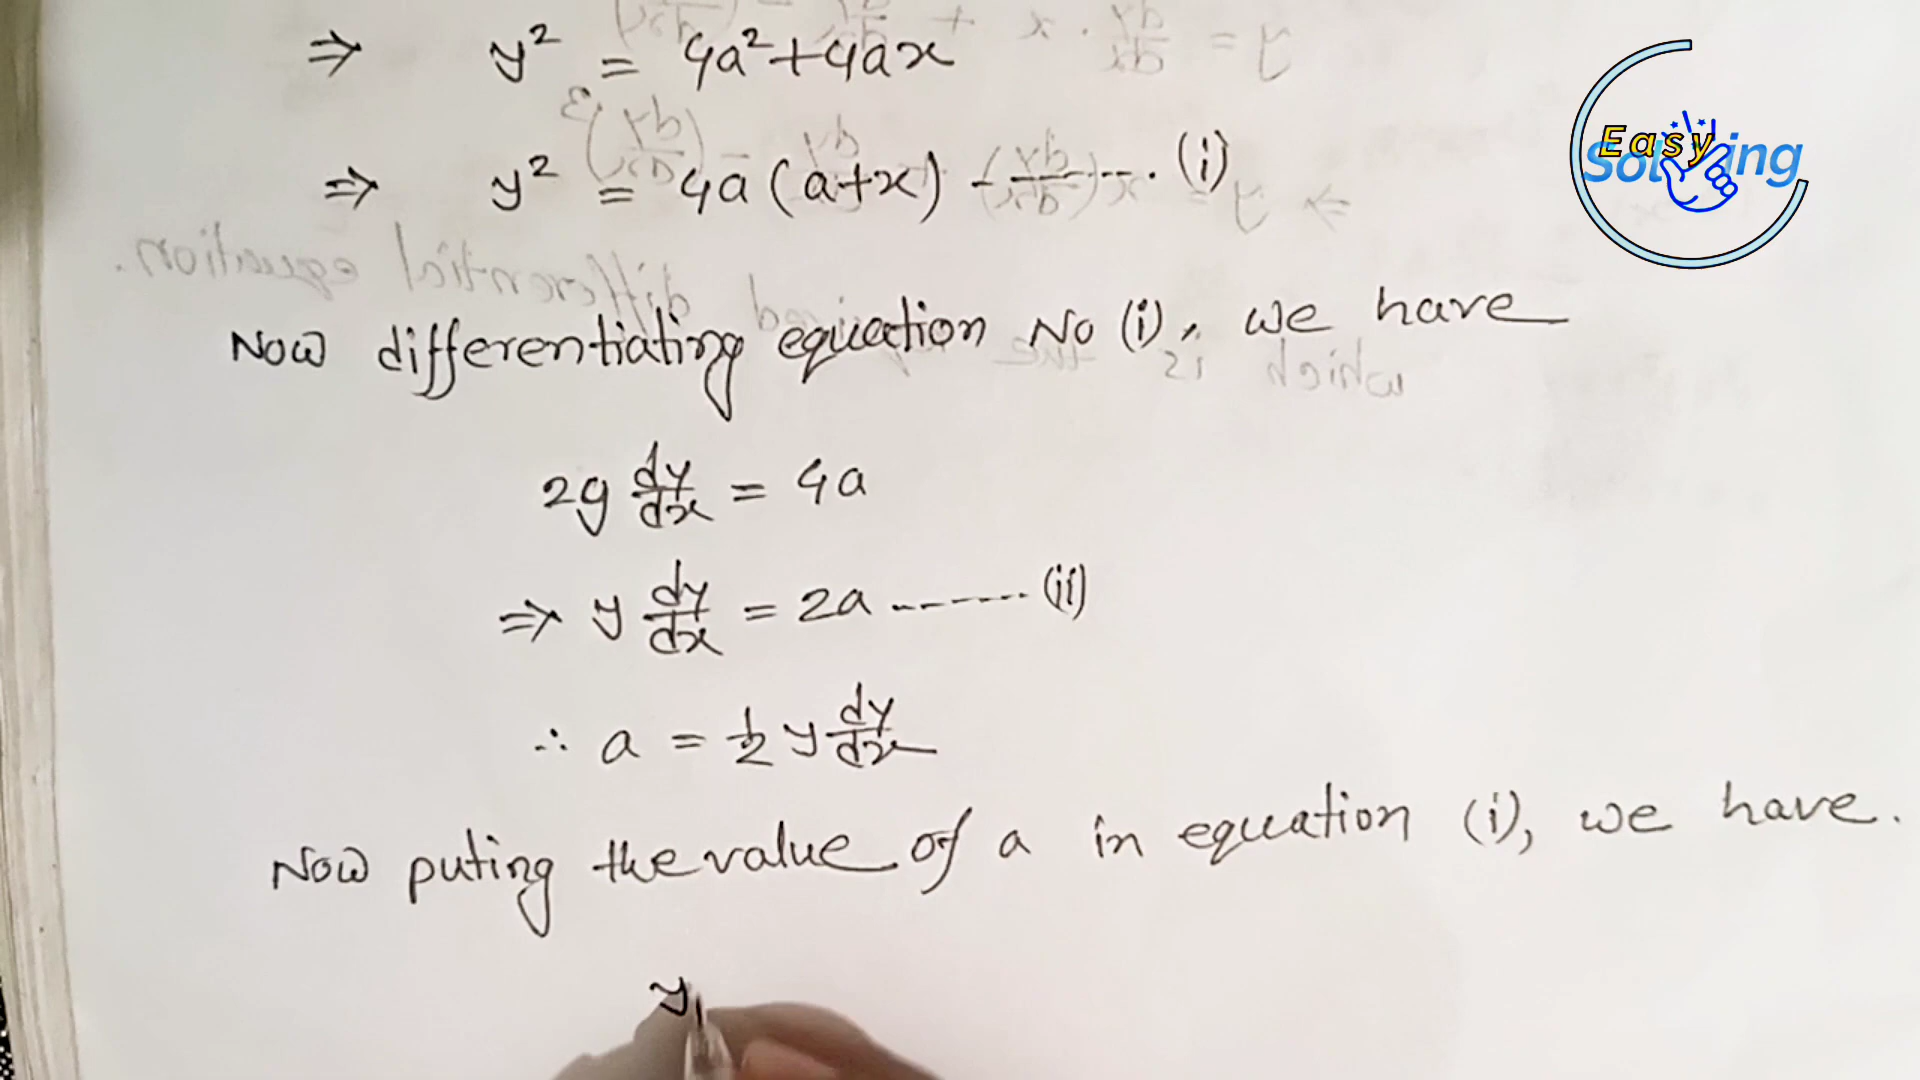 ⇒ y² = 4a² + 4ax
⇒ y² = 4a (a+x) - - - - - (i)
Easy Solving
Now differentiating equation No (i), we have
2y dy/dx = 4a
⇒ y dy/dx = 2a - - - - - - - (ii)
∴ a = 1/2 y dy/dx
Now puting the value of a in equation (i), we have.
y